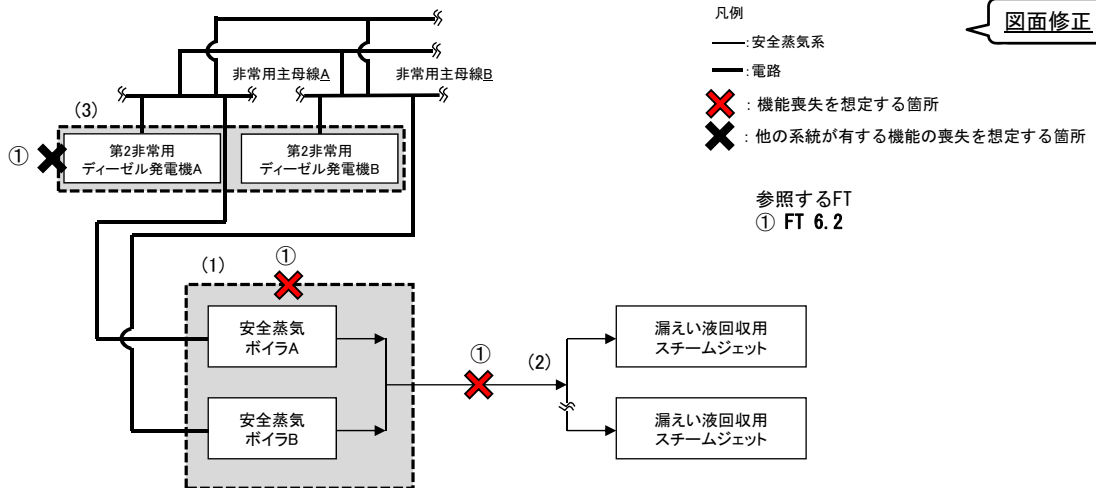 凡例
図面修正
:安全蒸気系
:電路
: 機能喪失を想定する箇所
: 他の系統が有する機能の喪失を想定する箇所
参照するFT
① FT 6.2
非常用主母線A
非常用主母線B
(3)
①
第2非常用
ディーゼル発電機A
第2非常用
ディーゼル発電機B
(1)
①
安全蒸気
ボイラA
安全蒸気
ボイラB
①
(2)
漏えい液回収用
スチームジェット
漏えい液回収用
スチームジェット